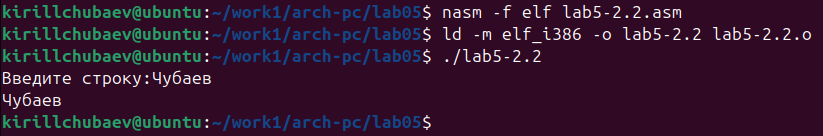 kirillchubaev@ubuntu:~/work1/arch-pc/lab05$ nasm -f elf lab5-2.2.asm
kirillchubaev@ubuntu:~/work1/arch-pc/lab05$ ld -m elf_i386 -o lab5-2.2 lab5-2.2.o
kirillchubaev@ubuntu:~/work1/arch-pc/lab05$ ./lab5-2.2
Введите строку:Чубаев
Чубаев
kirillchubaev@ubuntu:~/work1/arch-pc/lab05$